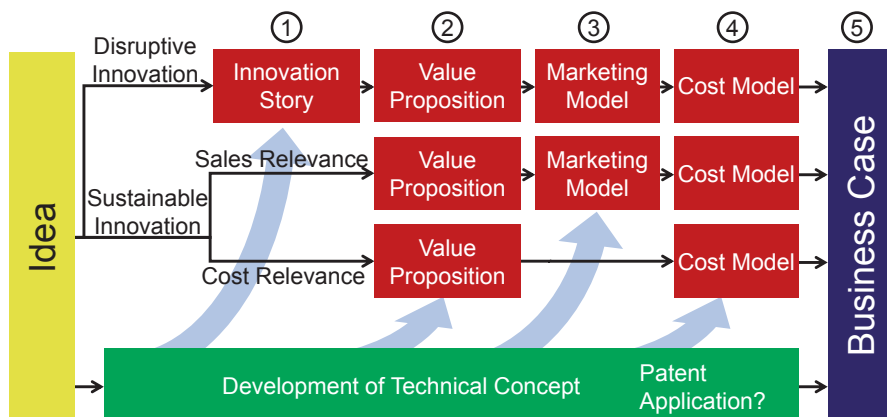 1
2
3
4
5
Disruptive
Innovation
Innovation
Story
Value
Proposition
Marketing
Model
Cost Model
Sales Relevance
Value
Proposition
Marketing
Model
Cost Model
Sustainable
Innovation
Cost Relevance
Value
Proposition
Cost Model
Idea
Business Case
Development of Technical Concept
Patent
Application?